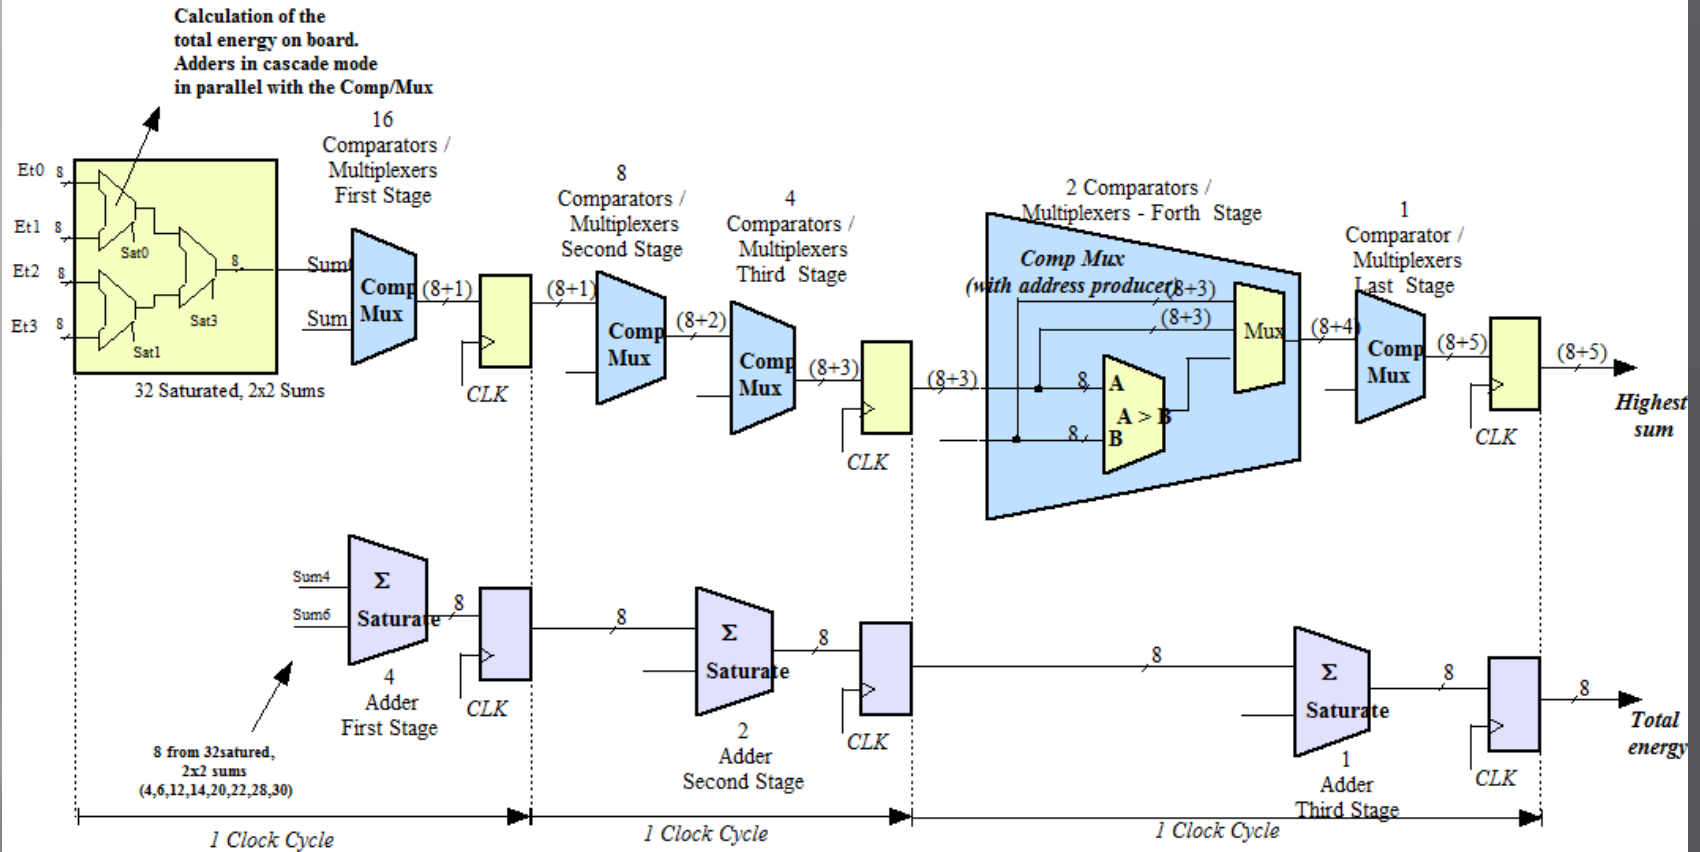 Calculation of the
total energy on board.
Adders in cascade mode
in parallel with the Comp/Mux
16
Comparators /
Multiplexers
First Stage
8
Comparators /
Multiplexers
Second Stage
4
Comparators /
Multiplexers
Third Stage
2 Comparators /
Multiplexers - Forth Stage
1
Comparator /
Multiplexers
Last Stage
Et0 8
Et1 8
Et2 8
Et3 8
Sat0
Sat1
Sat3
8
32 Saturated, 2x2 Sums
Sum
Sum
Comp
Mux
(8+1)
CLK
(8+1)
Comp
Mux
(8+2)
Comp
Mux
(8+3)
CLK
(8+3)
Comp Mux
(with address producer)
(8+3)
(8+3)
Mux
8 A
A > B
8 B
(8+4)
Comp
Mux
(8+5)
CLK
(8+5)
Highest
sum
Sum4
Sum6
Σ
Saturate
8
CLK
4
Adder
First Stage
8
Σ
Saturate
8
CLK
2
Adder
Second Stage
8
Σ
Saturate
8
CLK
1
Adder
Third Stage
8
Total
energy
8 from 32satured,
2x2 sums
(4,6,12,14,20,22,28,30)
1 Clock Cycle
1 Clock Cycle
1 Clock Cycle